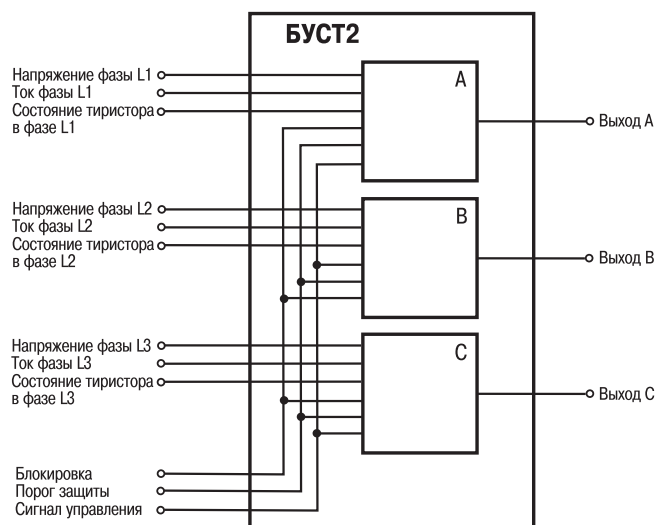 БУСТ2
Напряжение фазы L1
Ток фазы L1
Состояние тиристора
в фазе L1
A
Выход A
Напряжение фазы L2
Ток фазы L2
Состояние тиристора
в фазе L2
B
Выход B
Напряжение фазы L3
Ток фазы L3
Состояние тиристора
в фазе L3
C
Выход C
Блокировка
Порог защиты
Сигнал управления